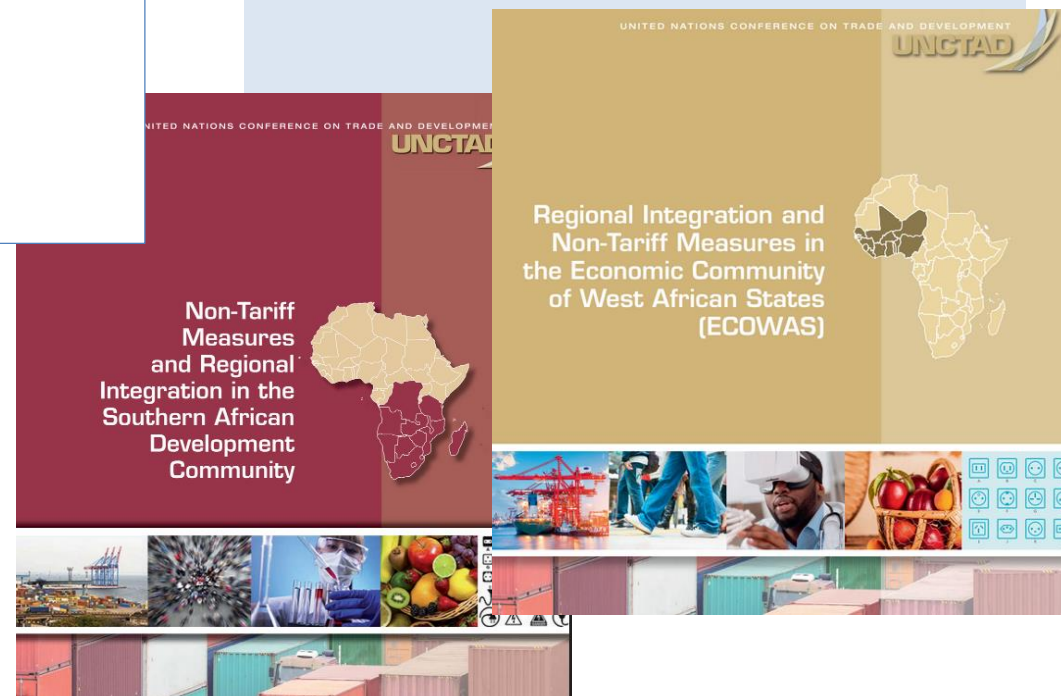 UNITED NATIONS CONFERENCE ON TRADE AND DEVELOPMENT
UNCTAD
Regional Integration and
Non-Tariff Measures in
the Economic Community
of West African States
(ECOWAS)
NITED NATIONS CONFERENCE ON TRADE AND DEVELOPME
UNCTAD
Non-Tariff
Measures
and Regional
Integration in the
Southern African
Development
Community